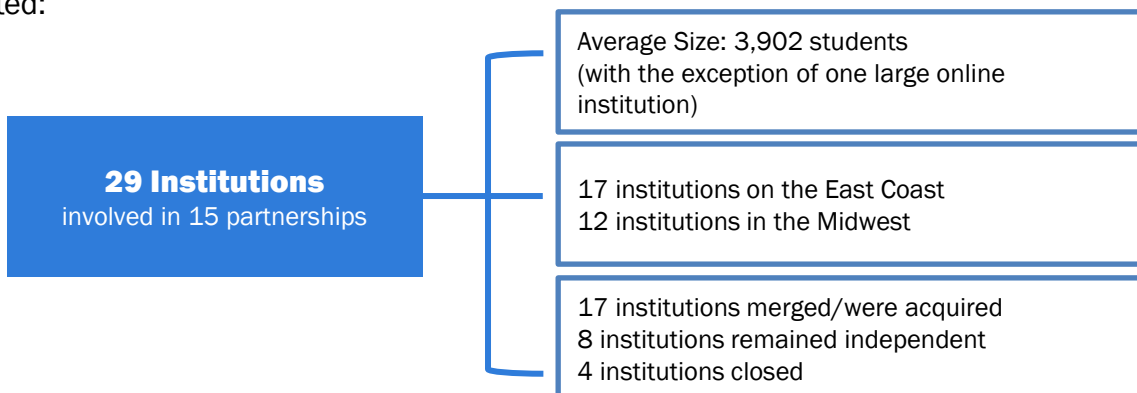 29 Institutions
involved in 15 partnerships
Average Size: 3,902 students
(with the exception of one large online
institution)
17 institutions on the East Coast
12 institutions in the Midwest
17 institutions merged/were acquired
8 institutions remained independent
4 institutions closed